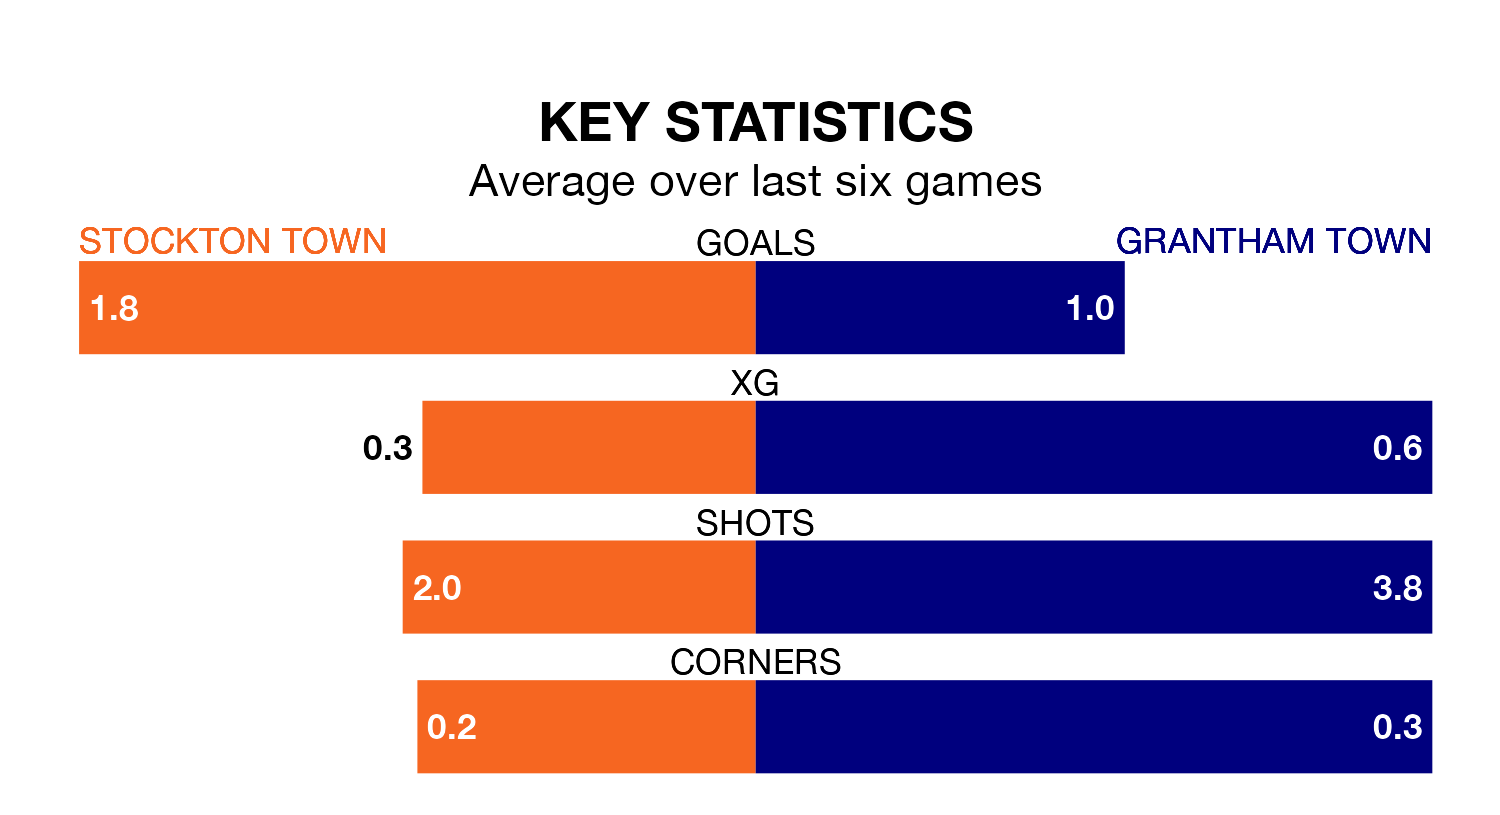 KEY STATISTICS
Average over last six games
STOCKTON TOWN GOALS GRANTHAM TOWN
1.8 1.0
XG
0.3 0.6
SHOTS
2.0 3.8
CORNERS
0.2 0.3